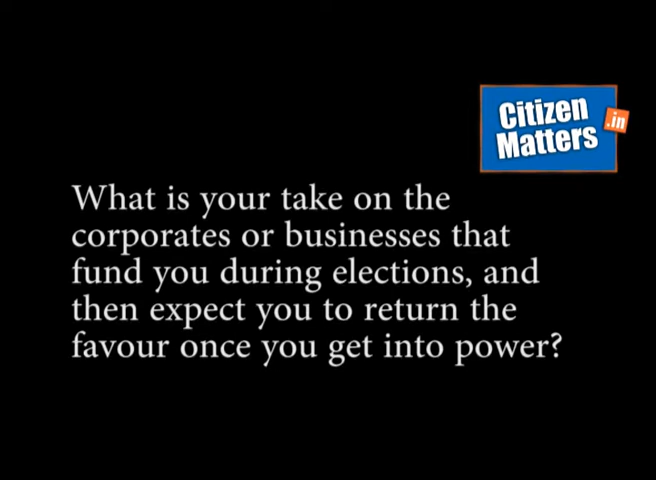 Citizen
Matters
.in
What is your take on the
corporates or businesses that
fund you during elections, and
then expect you to return the
favour once you get into power?